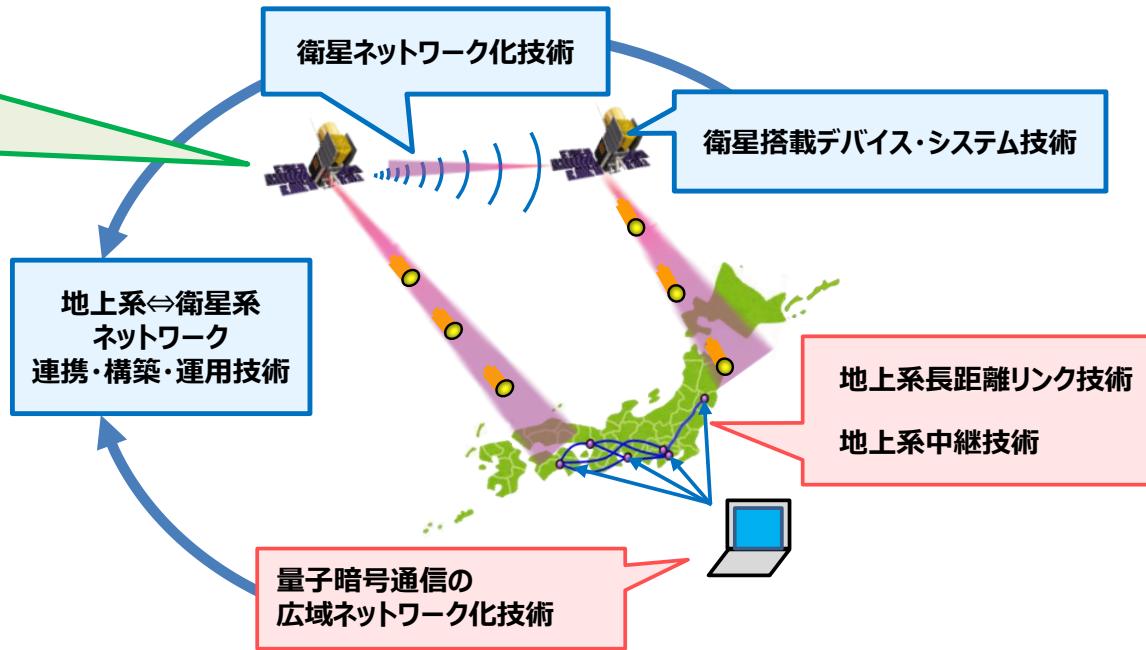 衛星ネットワーク化技術
衛星搭載デバイス・システム技術
地上系⇔衛星系
ネットワーク
連携・構築・運用技術
地上系長距離リンク技術
地上系中継技術
量子暗号通信の
広域ネットワーク化技術